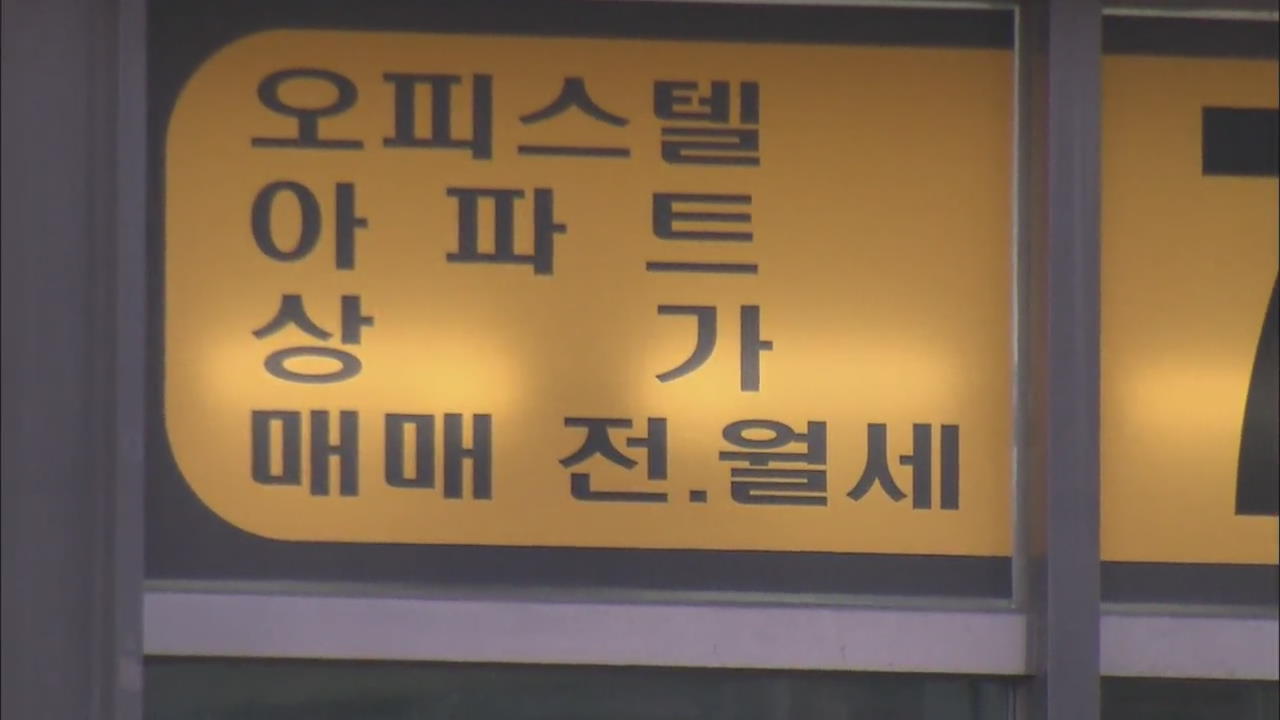 오피스텔
아 파 트
상 가
매매 전.월세